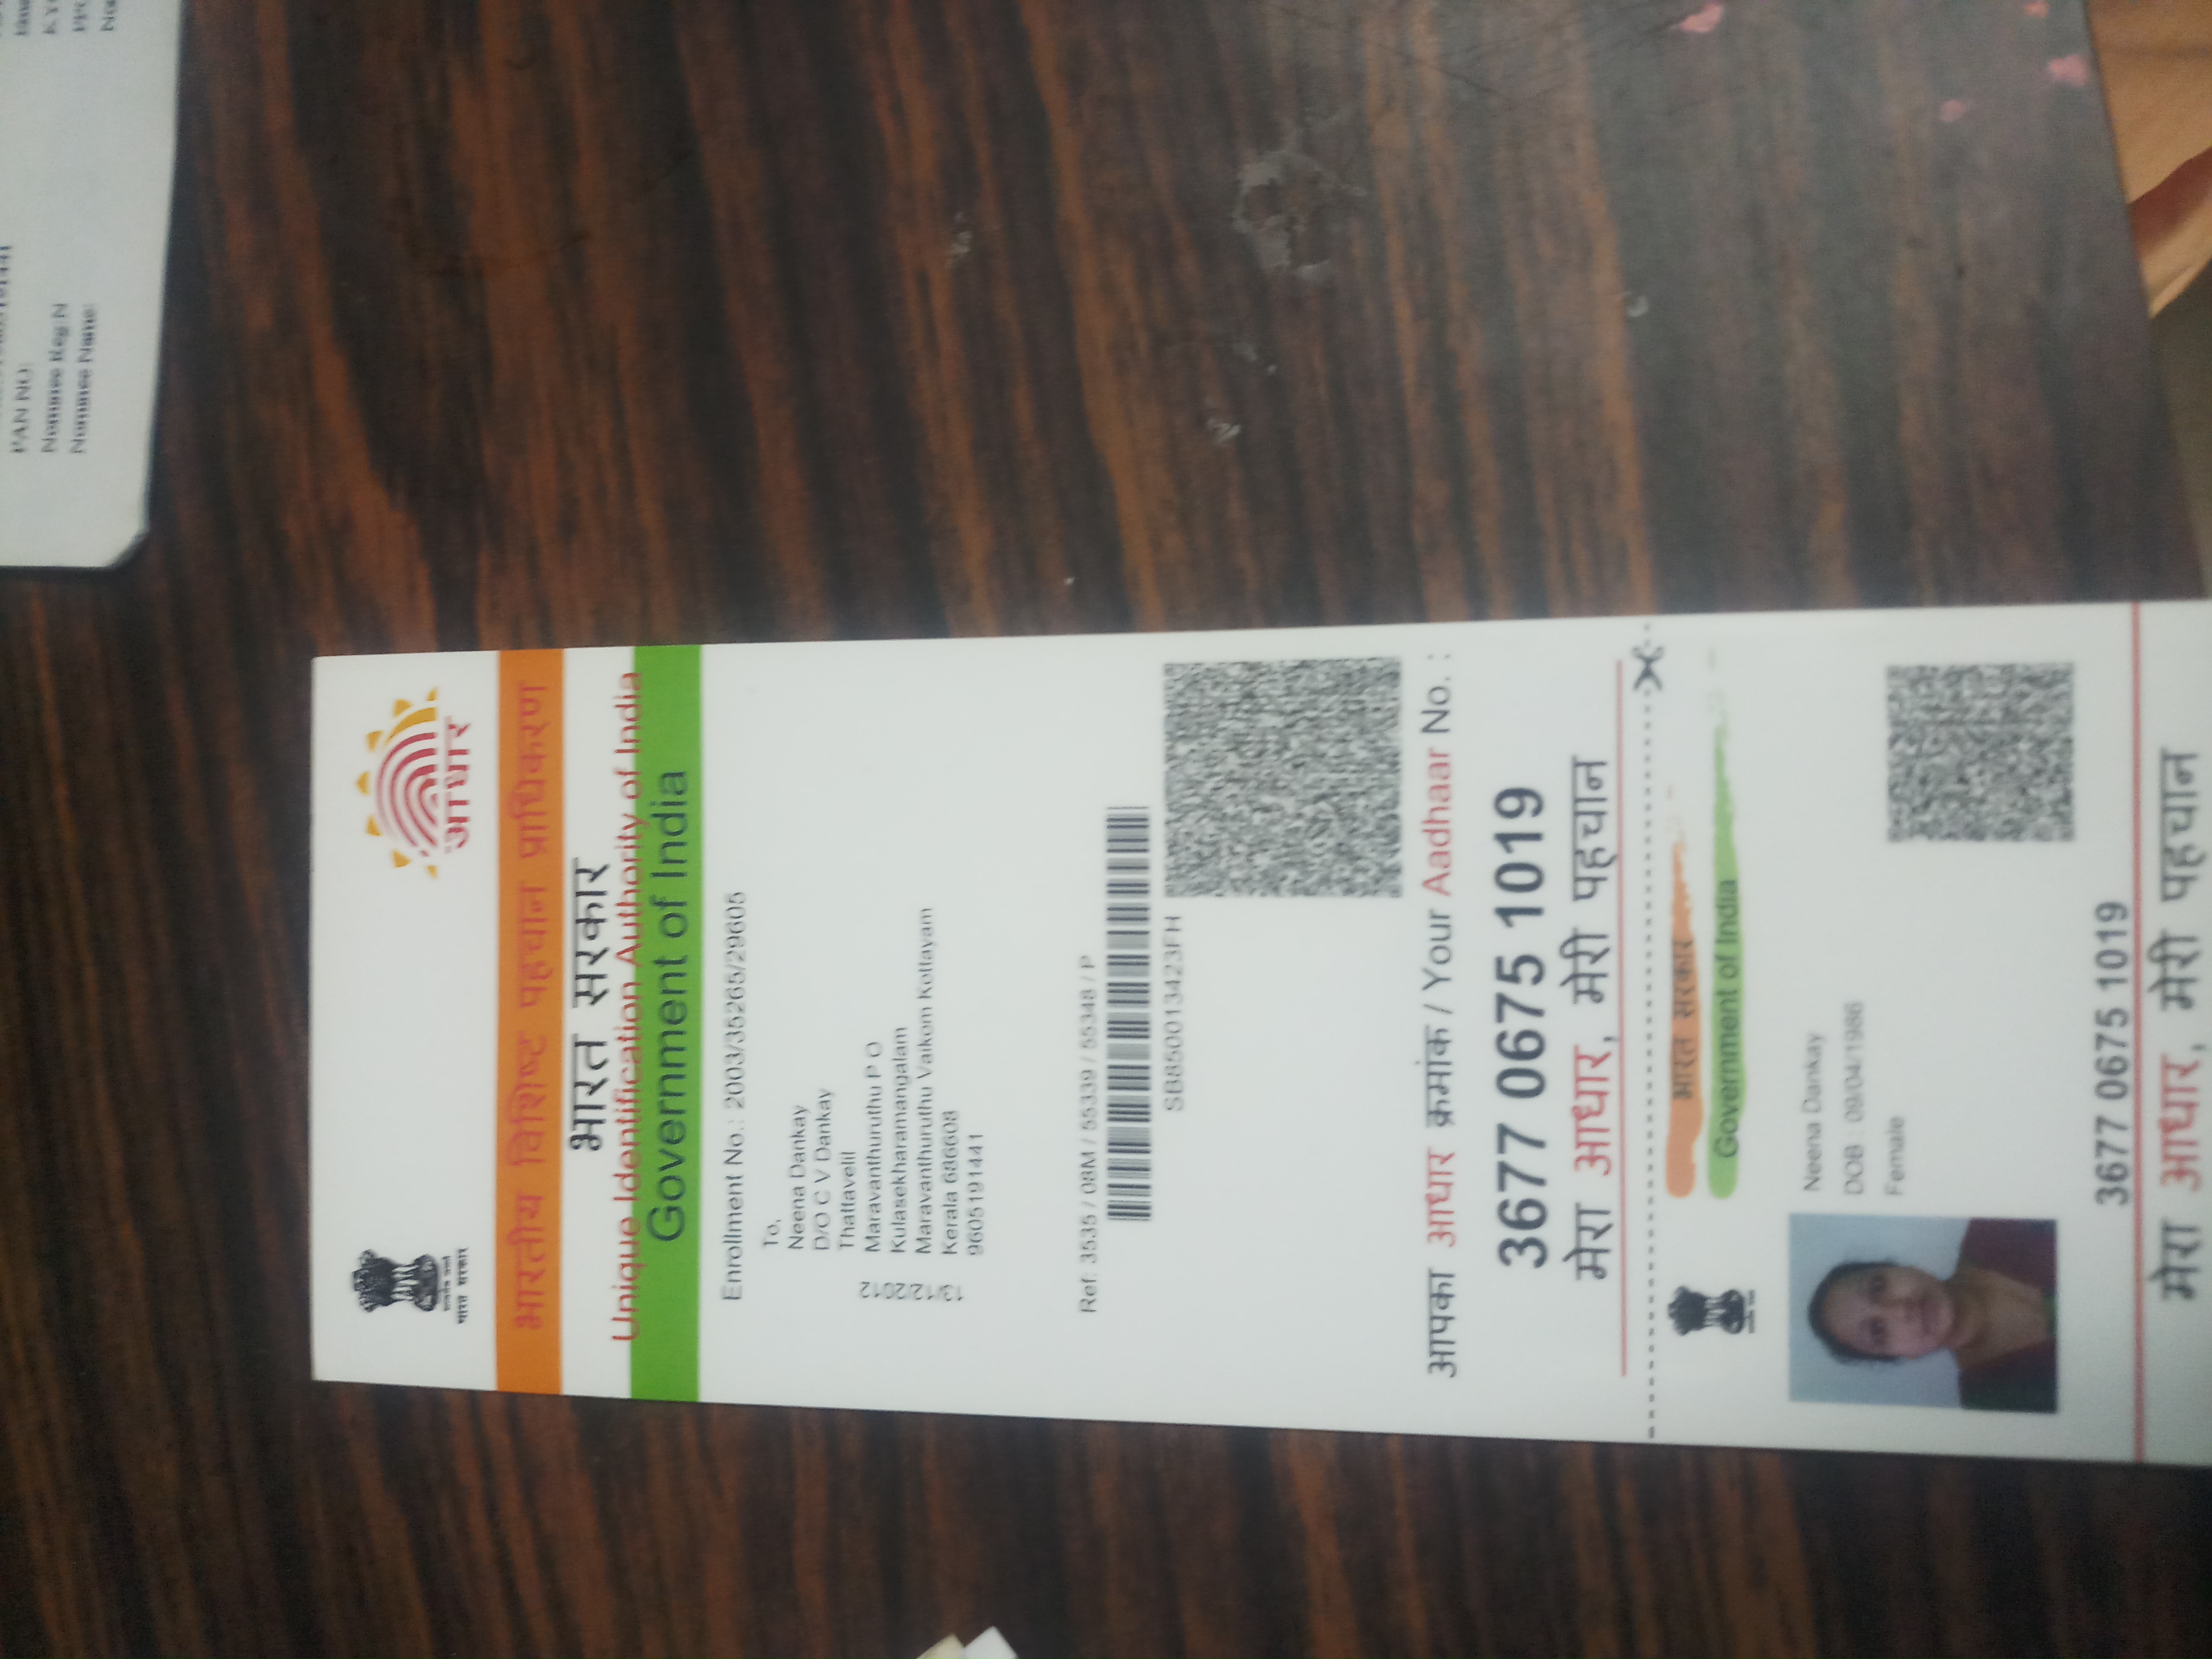 PAN NO:
Nominee Reg:N
Nominee Name:
भारत सरकार
आधार
भारतीय विशिष्ट पहचान प्राधिकरण
भारत सरकार
Unique Identification Authority of India
Government of India
Enrollment No.: 2003/35265/29605
To,
Neena Dankay
D/O C V Dankay
Thattavelil
Maravanthuruthu P O
Kulasekharamangalam
Maravanthuruthu Vaikom Kottayam
Kerala 686608
9605191441
13/12/2012
Ref: 3535 / 08M / 55339 / 55348 / P
SB850013423FH
आपका आधार क्रमांक / Your Aadhaar No. :
3677 0675 1019
मेरा आधार, मेरी पहचान
भारत सरकार
Government of India
Neena Dankay
DOB : 09/04/1986
Female
3677 0675 1019
मेरा आधार, मेरी पहचान